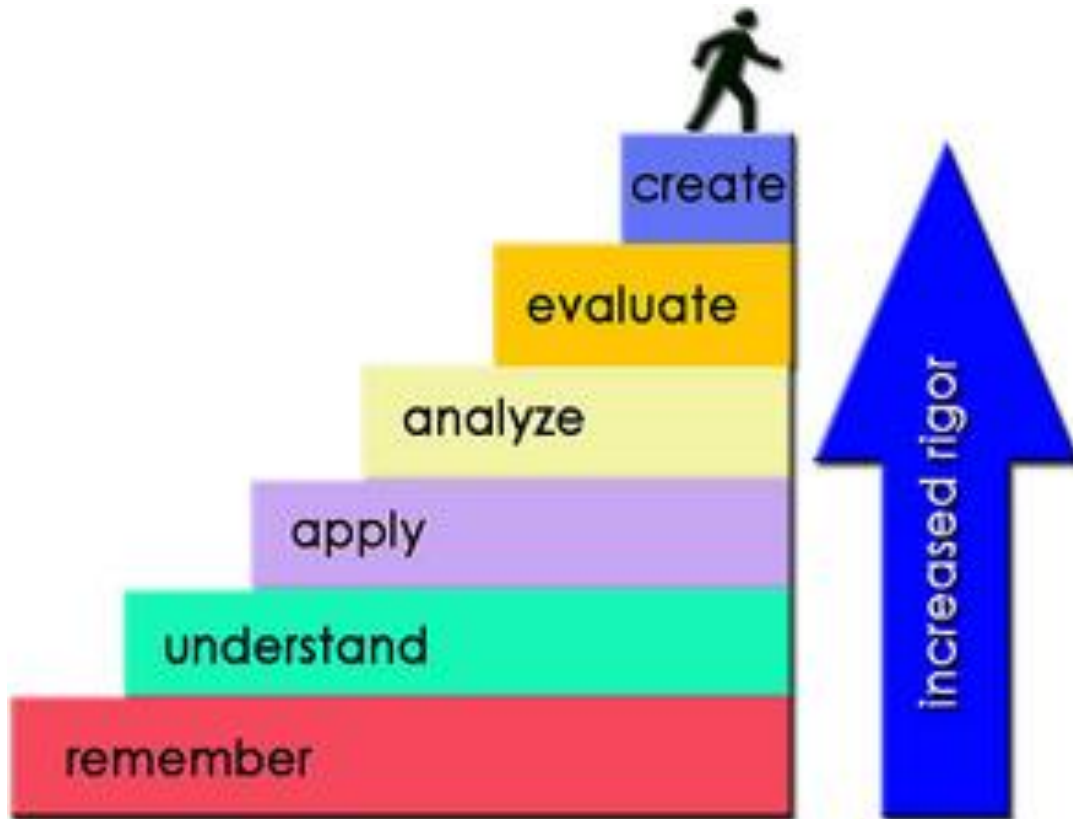 create
evaluate
analyze
apply
understand
remember
increased rigor